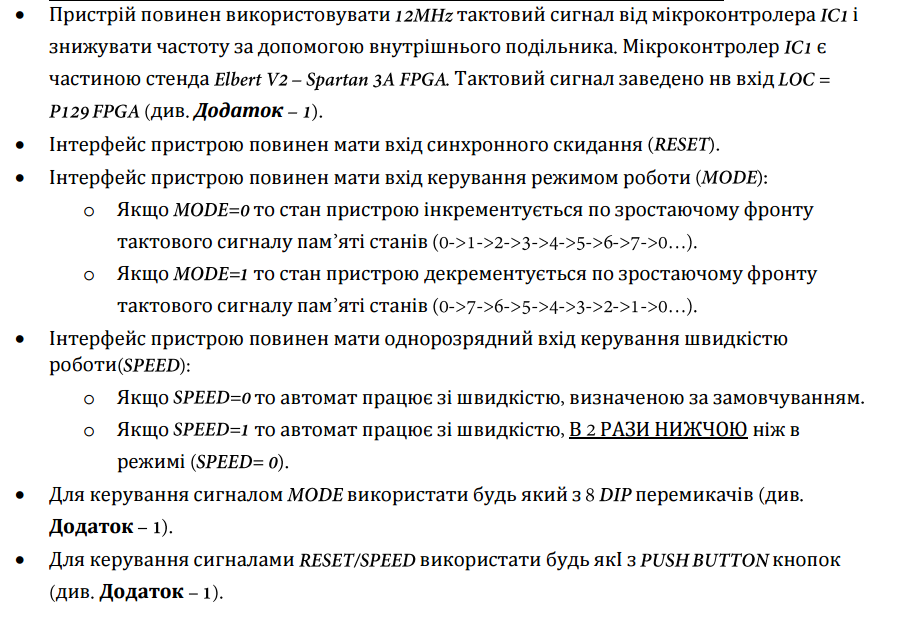 • Пристрій повинен використовувати 12MHz тактовий сигнал від мікроконтролера IC1 і
знижувати частоту за допомогою внутрішнього подільника. Мікроконтролер IC1 є
частиною стенда Elbert V2 – Spartan 3A FPGA. Тактовий сигнал заведено нв вхід LOC =
P129 FPGA (див. Додаток – 1).
• Інтерфейс пристрою повинен мати вхід синхронного скидання (RESET).
• Інтерфейс пристрою повинен мати вхід керування режимом роботи (MODE):
o Якщо MODE=0 то стан пристрою інкрементується по зростаючому фронту
тактового сигналу пам’яті станів (0->1->2->3->4->5->6->7->0…).
o Якщо MODE=1 то стан пристрою декрементується по зростаючому фронту
тактового сигналу пам’яті станів (0->7->6->5->4->3->2->1->0…).
• Інтерфейс пристрою повинен мати однорозрядний вхід керування швидкістю
роботи(SPEED):
o Якщо SPEED=0 то автомат працює зі швидкістю, визначеною за замовчуванням.
o Якщо SPEED=1 то автомат працює зі швидкістю, В 2 РАЗИ НИЖЧОЮ ніж в
режимі (SPEED= 0).
• Для керування сигналом MODE використати будь який з 8 DIP перемикачів (див.
Додаток – 1).
• Для керування сигналами RESET/SPEED використати будь якІ з PUSH BUTTON кнопок
(див. Додаток – 1).